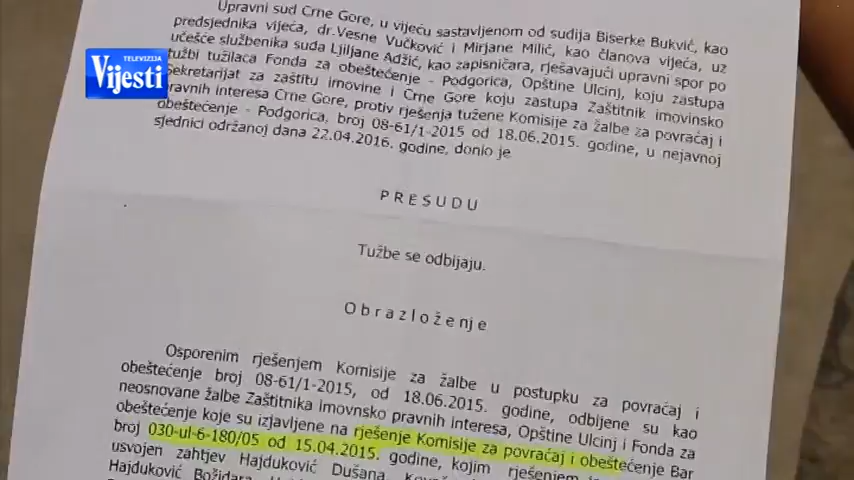 Upravni sud Crne Gore, u vijeću sastavljenom od sudija Biserke Bukvić, kao
predsjednika vijeća, dr.Vesne Vučković i Mirjane Milić, kao članova vijeća, uz
učešće službenika suda Ljiljane Adžić, kao zapisničara, rješavajući upravni spor po
tužbi tužilaca Fonda za obeštećenje - Podgorica, Opštine Ulcinj, koju zastupa
Sekretarijat za zaštitu imovine i Crne Gore koju zastupa Zaštitnik imovinsko
pravnih interesa Crne Gore, protiv rješenja tužene Komisije za žalbe za povraćaj i
obeštećenje - Podgorica, broj 08-61/1-2015 od 18.06.2015. godine, u nejavnoj
sjednici održanoj dana 22.04.2016. godine, donio je
TELEVIZIJA
Vijesti
P R E S U D U
Tužbe se odbijaju.
O b r a z l o ž e nj e
Osporenim rješenjem Komisije za žalbe u postupku za povraćaj i
obeštećenje broj 08-61/1-2015, od 18.06.2015. godine, odbijene su kao
neosnovane žalbe Zaštitnika imovnsko pravnih interesa, Opštine Ulcinj i Fonda za
obeštećenje koje su izjavljene na rješenje Komisije za povraćaj i obeštećenje Bar
broj 030-ul-6-180/05 od 15.04.2015. godine, kojim rješenjem
usvojen zahtjev Hajduković Dušana,
Hajduković Božidara,